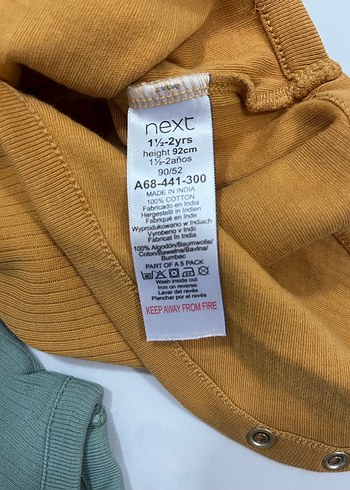 next
1½-2yrs
height 92cm
1½-2años
90/52
A68-441-300
MADE IN INDIA
100% COTTON
Fabricado en India
Hergestellt in Indien
Fabriqué en Inde
Wyprodukowano w Indiach
Vyrobeno v Indii
Fabricat În India
100% Algodón/Baumwolle/
Coton/Bawełna/Bavlna/
Bumbac
PART OF A 5 PACK
Wash inside out
Iron on reverse
Lavar del revés
Planchar por el revés
KEEP AWAY FROM FIRE